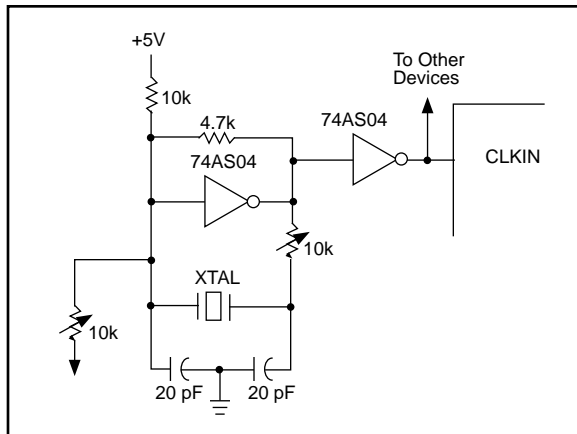 +5V
To Other
Devices
10k
4.7k
74AS04
74AS04
CLKIN
10k
XTAL
10k
20 pF
20 pF